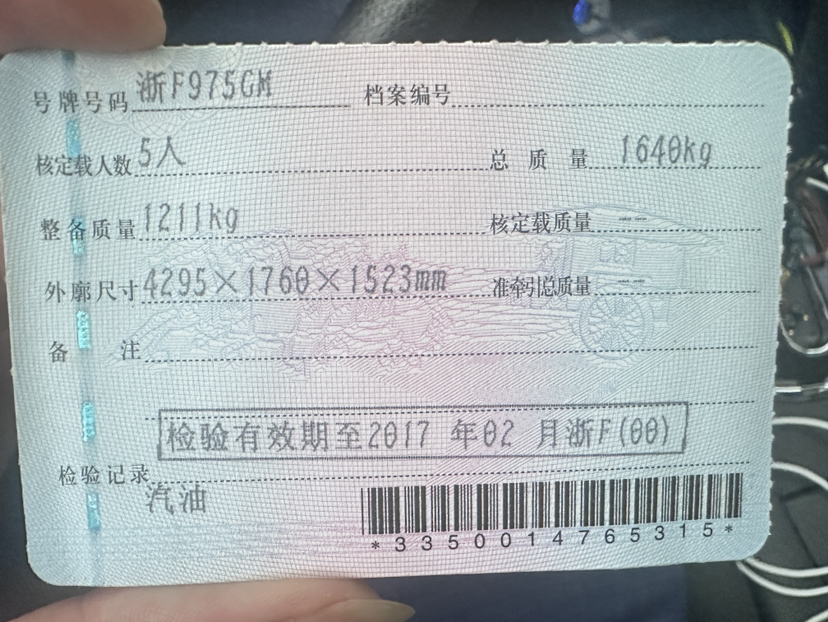 号牌号码 浙F975GM 档案编号
核定载人数 5人 总质量 1640kg
整备质量 1211kg 核定载质量 --
外廓尺寸 4295×1760×1523mm 准牵引总质量 --
备注
检验有效期至2017 年02 月浙F(00)
检验记录
汽油
*3350014765315*